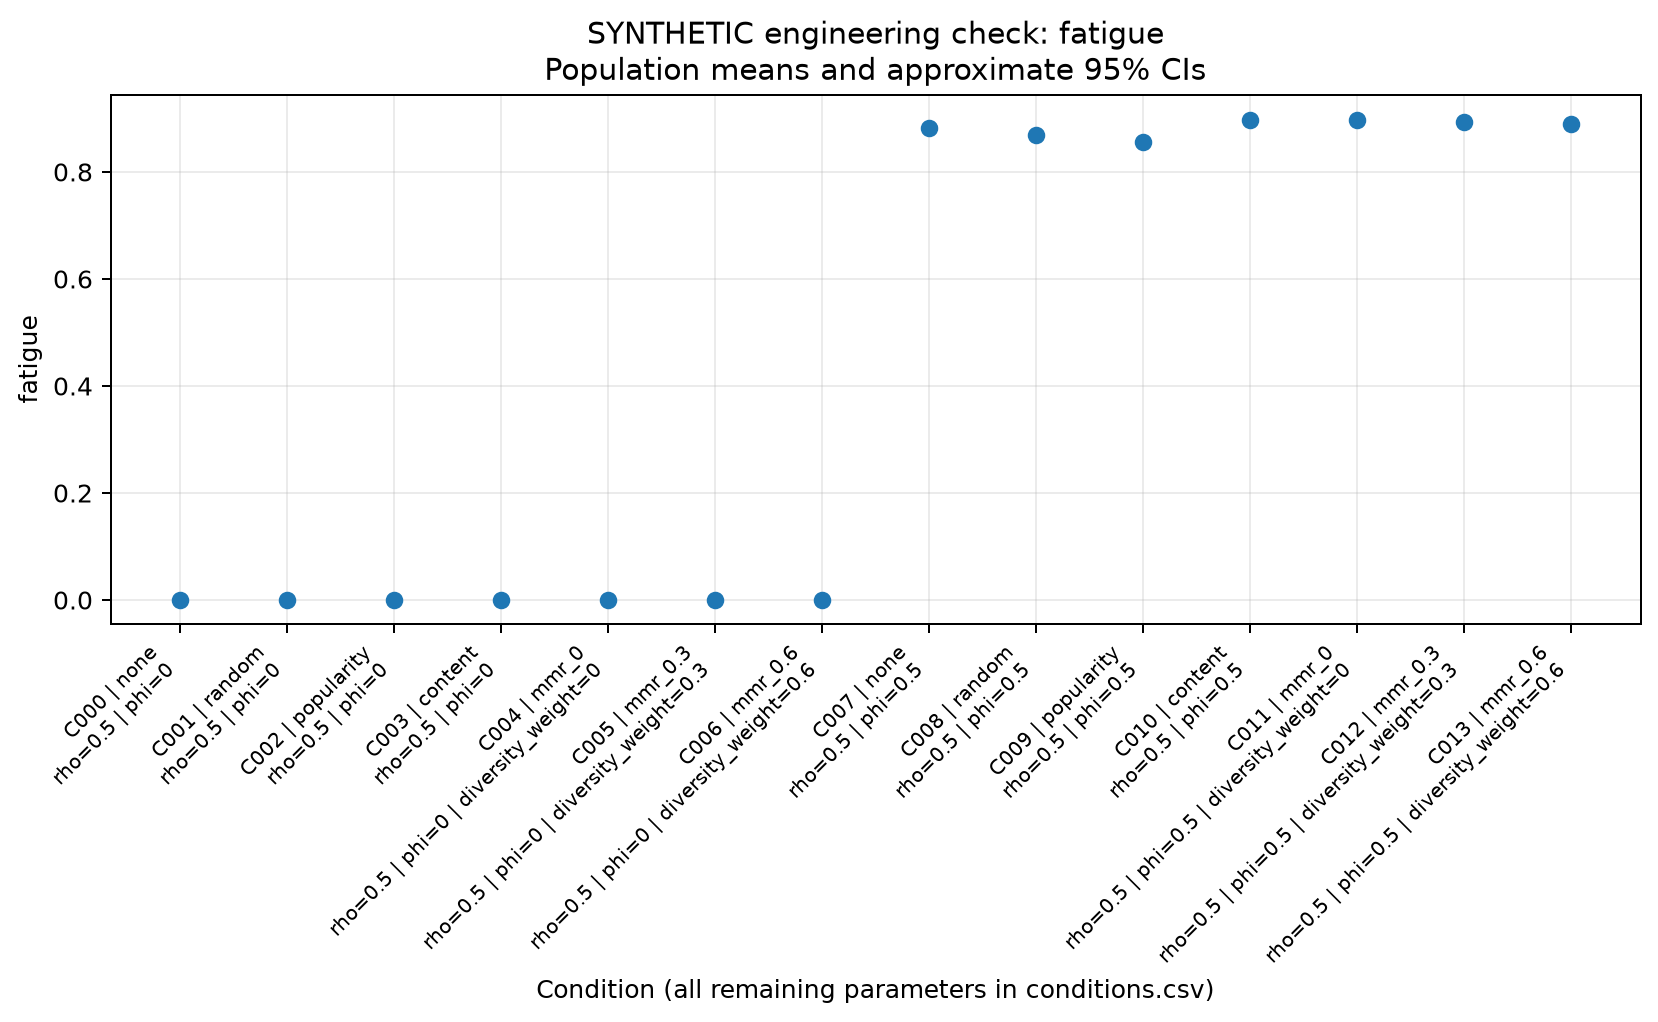 SYNTHETIC engineering check: fatigue
Population means and approximate 95% CIs
fatigue
0.8
0.6
0.4
0.2
0.0
C000 | none
rho=0.5 | phi=0
C001 | random
rho=0.5 | phi=0
C002 | popularity
rho=0.5 | phi=0
C003 | content
rho=0.5 | phi=0
C004 | mmr_0
rho=0.5 | phi=0 | diversity_weight=0
C005 | mmr_0.3
rho=0.5 | phi=0 | diversity_weight=0.3
C006 | mmr_0.6
rho=0.5 | phi=0 | diversity_weight=0.6
C007 | none
rho=0.5 | phi=0.5
C008 | random
rho=0.5 | phi=0.5
C009 | popularity
rho=0.5 | phi=0.5
C010 | content
rho=0.5 | phi=0.5
C011 | mmr_0
rho=0.5 | phi=0.5 | diversity_weight=0
C012 | mmr_0.3
rho=0.5 | phi=0.5 | diversity_weight=0.3
C013 | mmr_0.6
rho=0.5 | phi=0.5 | diversity_weight=0.6
Condition (all remaining parameters in conditions.csv)